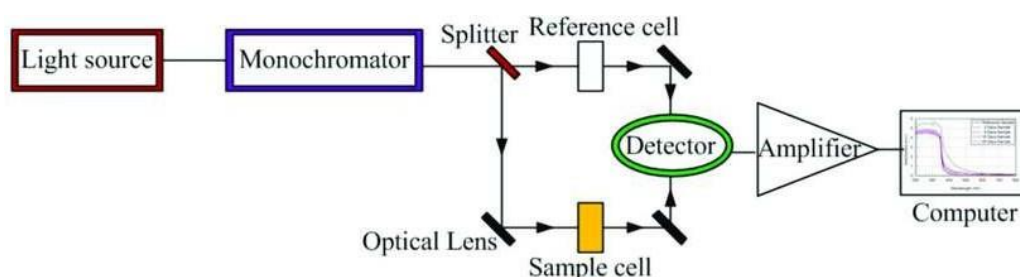 Light source
Monochromator
Splitter
Reference cell
Detector
Amplifier
Computer
Optical Lens
Sample cell